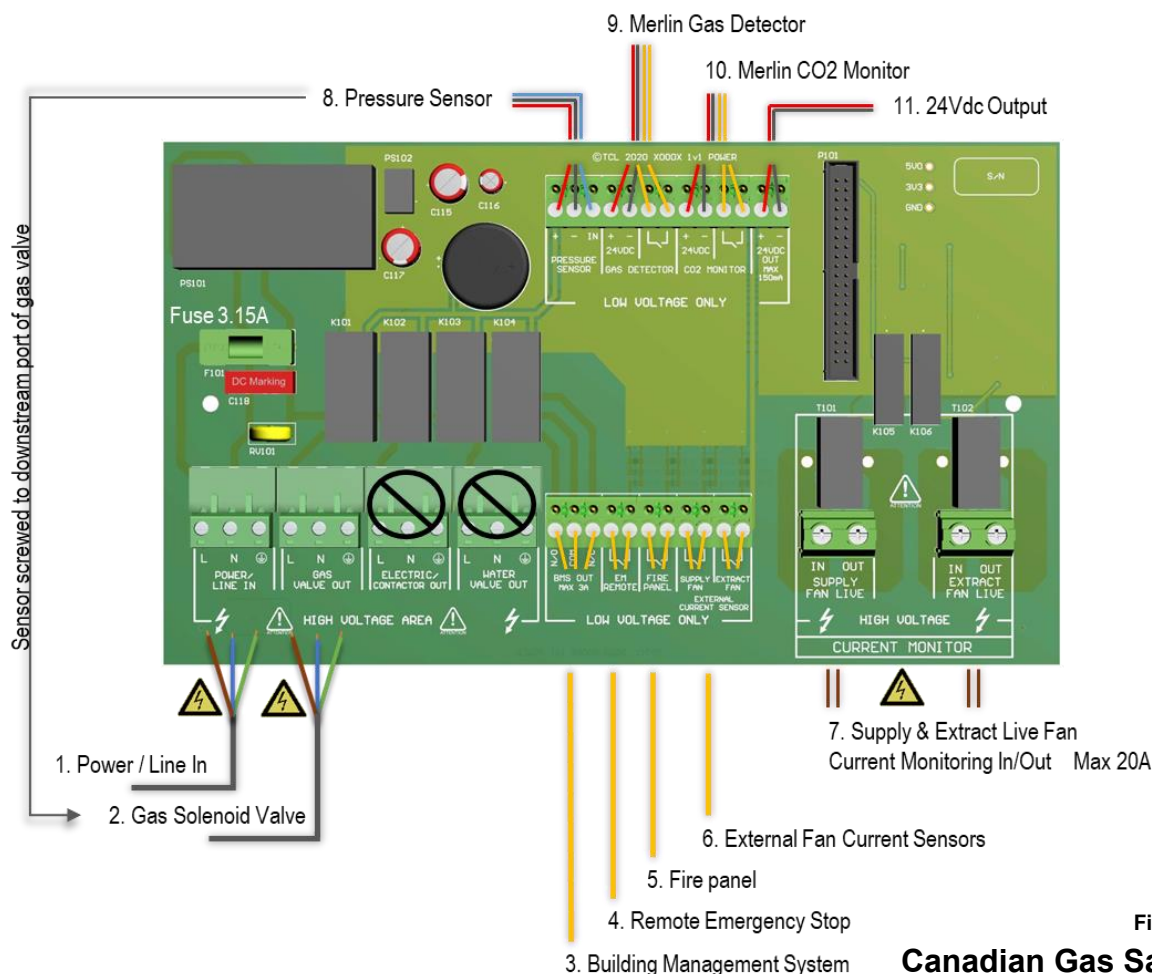 9. Merlin Gas Detector
10. Merlin CO2 Monitor
8. Pressure Sensor
11. 24Vdc Output
©TCL 2020 X000X 1v1 POWER
PS102
P101
5V0
3V3
GND
S/N
C115
C116
C117
PS101
+ − IN
PRESSURE
SENSOR
+ −
24VDC
GAS DETECTOR
+ −
24VDC
CO2 MONITOR
+ −
24VDC
OUT
MAX
150mA
LOW VOLTAGE ONLY
Sensor screwed to downstream port of gas valve
Fuse 3.15A
K101
K102
K103
K104
F101
DC Marking
C118
RV101
T101
T102
K105
K106
ATTENTION
L N
POWER/
LINE IN
L N
GAS
VALVE OUT
L N
ELECTRIC/
CONTACTOR OUT
L N
WATER
VALVE OUT
ATTENTION
HIGH VOLTAGE AREA
ATTENTION
N/O
COM
N/C
BMS OUT
MAX 3A
EM
REMOTE
FIRE
PANEL
SUPPLY
FAN
EXTRACT
FAN
EXTERNAL
CURRENT SENSOR
LOW VOLTAGE ONLY
IN OUT
SUPPLY
FAN LIVE
IN OUT
EXTRACT
FAN LIVE
HIGH VOLTAGE
CURRENT MONITOR
1. Power / Line In
2. Gas Solenoid Valve
7. Supply & Extract Live Fan
Current Monitoring In/Out Max 20A
6. External Fan Current Sensors
5. Fire panel
4. Remote Emergency Stop
3. Building Management System
Fi
Canadian Gas Sa